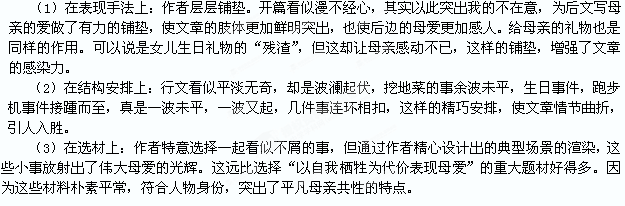 （1）在表现手法上：作者层层铺垫。开篇看似漫不经心，其实以此突出我的不在意，为后文写母
亲的爱做了有力的铺垫，使文章的肢体更加鲜明突出，也使后边的母爱更加感人。给母亲的礼物也是
同样的作用。可以说是女儿生日礼物的“残渣”，但这却让母亲感动不已，这样的铺垫，增强了文章
的感染力。
（2）在结构安排上：行文看似平淡无奇，却是波澜起伏，挖地菜的事余波未平，生日事件，跑步
机事件接踵而至，真是一波未平，一波又起，几件事连环相扣，这样的精巧安排，使文章情节曲折，
引人入胜。
（3）在选材上：作者特意选择一起看似不屑的事，但通过作者精心设计出的典型场景的渲染，这
些小事放射出了伟大母爱的光辉。这远比选择“以自我牺牲为代价表现母爱”的重大题材好得多。因
为这些材料朴素平常，符合人物身份，突出了平凡母亲共性的特点。